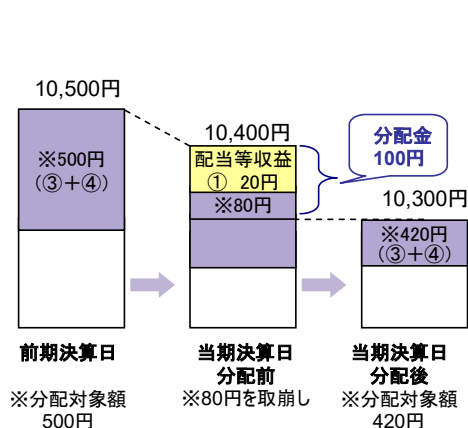 10,500円
※500円
(③+④)
10,400円
配当等収益
① 20円
※80円
分配金
100円
10,300円
※420円
(③+④)
前期決算日
※分配対象額
500円
当期決算日
分配前
※80円を取崩し
当期決算日
分配後
※分配対象額
420円